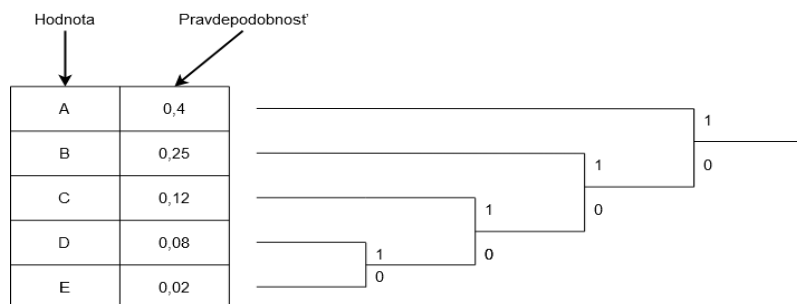 Hodnota Pravdepodobnosť
A 0,4
1
B 0,25
1 0
C 0,12
1 0
D 0,08
1 0
0
E 0,02